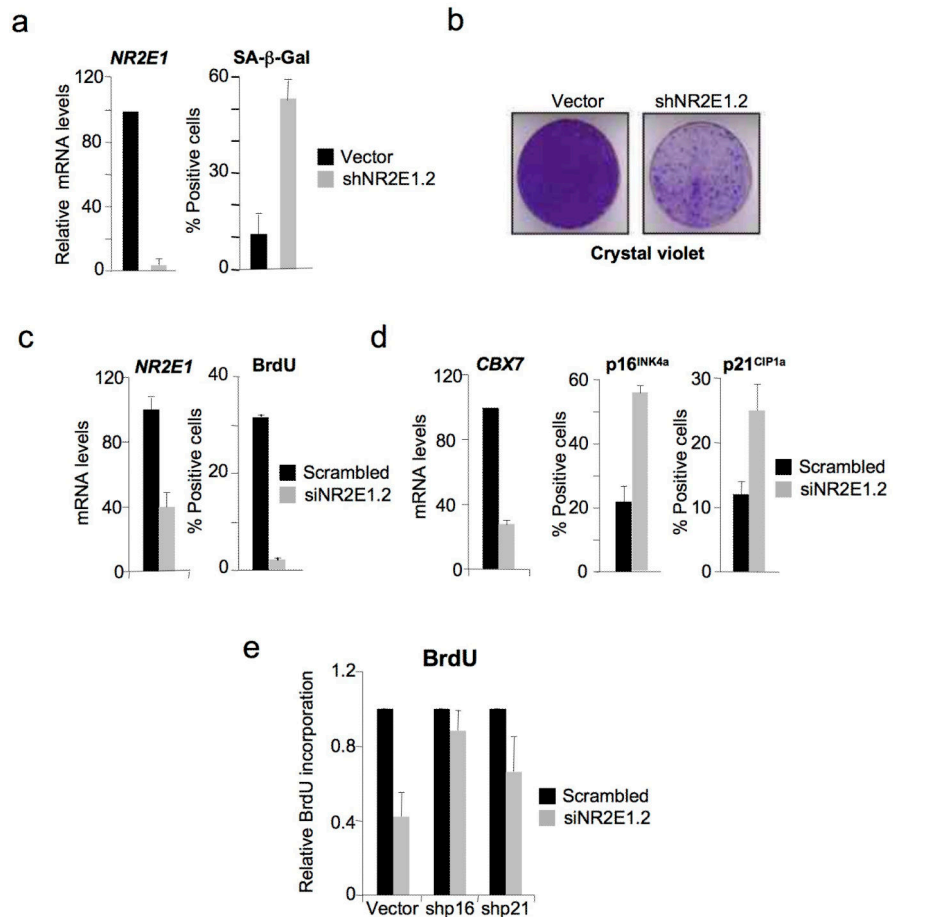 a
NR2E1
Relative mRNA levels
120
80
40
0
SA-β-Gal
% Positive cells
60
30
0
Vector
shNR2E1.2
b
Vector
shNR2E1.2
Crystal violet
c
NR2E1
mRNA levels
120
80
40
0
BrdU
% Positive cells
40
20
0
Scrambled
siNR2E1.2
d
CBX7
mRNA levels
120
80
40
0
p16INK4a
% Positive cells
60
40
20
0
p21CIP1a
% Positive cells
30
20
10
0
Scrambled
siNR2E1.2
e
BrdU
Relative BrdU incorporation
1.2
0.8
0.4
0
Vector shp16 shp21
Scrambled
siNR2E1.2